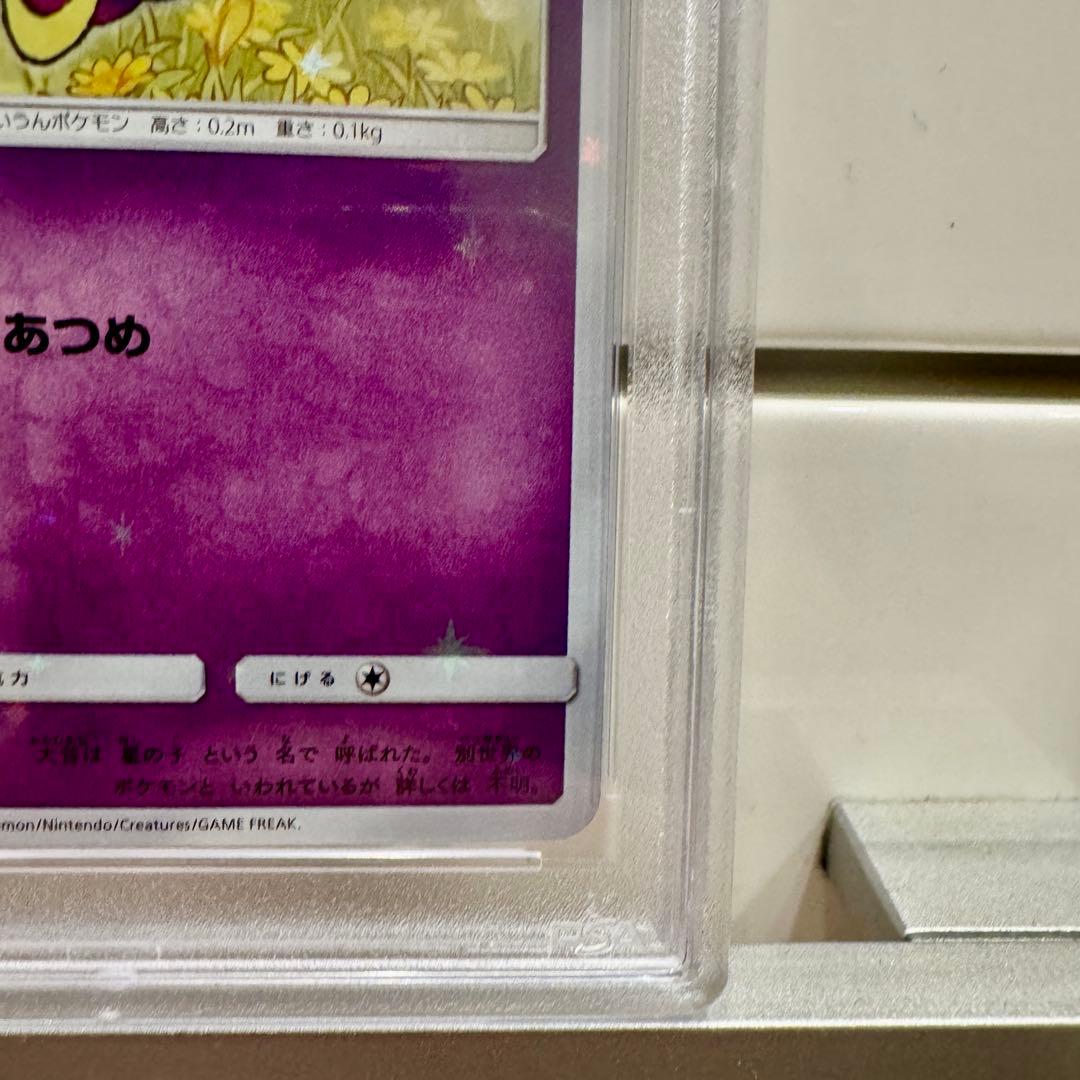 いうんポケモン 高さ:0.2m 重さ:0.1kg
あつめ
力
にげる
大昔は 星の子 という 名で 呼ばれた。 別世界の
ポケモンと いわれているが 詳しくは 不明。
mon/Nintendo/Creatures/GAME FREAK.